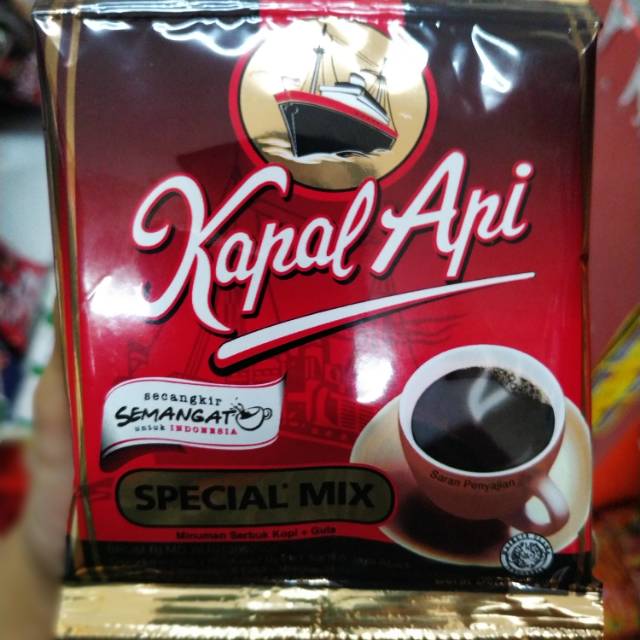 Kapal Api
secangkir
SEMANGAT
untuk INDONESIA
Saran Penyajian
SPECIAL MIX
Minuman Serbuk Kopi + Gula